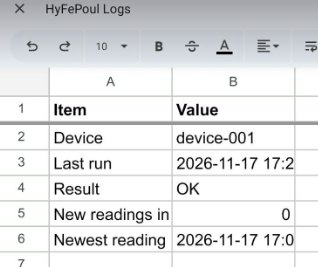 HyFePoul Logs
10 B S A
A B
1 Item Value
2 Device device-001
3 Last run 2026-11-17 17:2
4 Result OK
5 New readings in 0
6 Newest reading 2026-11-17 17:0
7